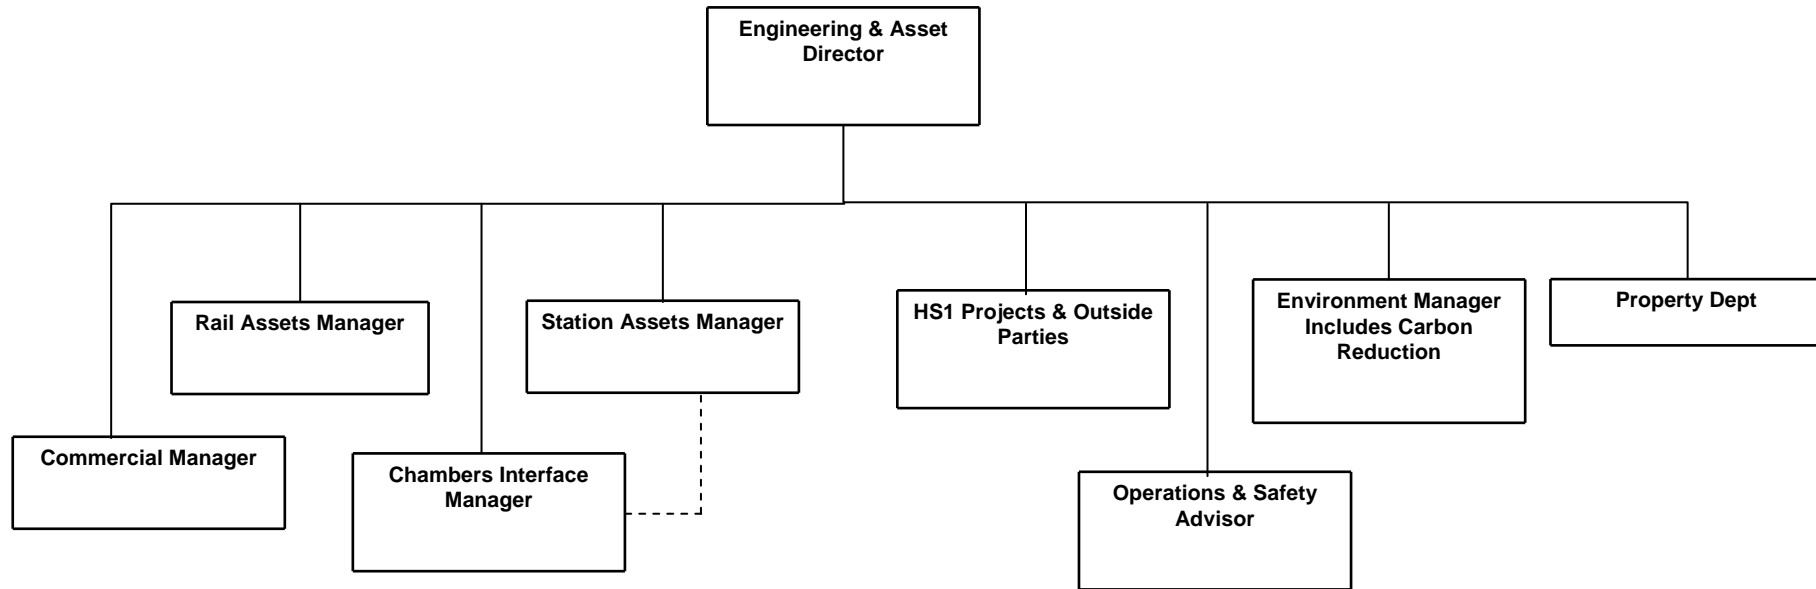 Engineering & Asset
Director
Rail Assets Manager
Station Assets Manager
HS1 Projects & Outside
Parties
Environment Manager
Includes Carbon
Reduction
Property Dept
Commercial Manager
Chambers Interface
Manager
Operations & Safety
Advisor